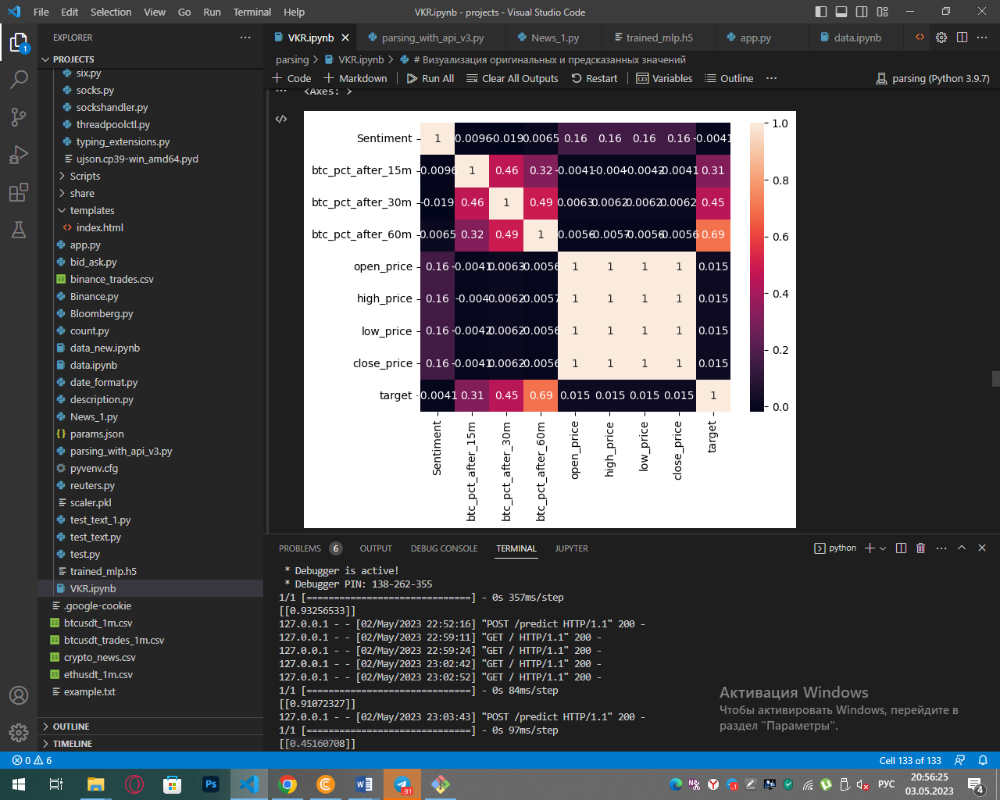 File Edit Selection View Go Run Terminal Help VKR.ipynb - projects - Visual Studio Code
EXPLORER
PROJECTS
six.py
socks.py
sockshandler.py
threadpoolctl.py
typing_extensions.py
ujson.cp39-win_amd64.pyd
Scripts
share
templates
index.html
app.py
bid_ask.py
binance_trades.csv
Binance.py
Bloomberg.py
count.py
data_new.ipynb
data.ipynb
date_format.py
description.py
News_1.py
params.json
parsing_with_api_v3.py
pyvenv.cfg
reuters.py
scaler.pkl
test_text_1.py
test_text.py
test.py
trained_mlp.h5
VKR.ipynb
.google-cookie
btcusdt_1m.csv
btcusdt_trades_1m.csv
crypto_news.csv
ethusdt_1m.csv
example.txt
OUTLINE
TIMELINE
VKR.ipynb parsing_with_api_v3.py News_1.py trained_mlp.h5 app.py data.ipynb
parsing > VKR.ipynb > # Визуализация оригинальных и предсказанных значений
+ Code + Markdown Run All Clear All Outputs Restart Variables Outline ... parsing (Python 3.9.7)
<Axes: >
Sentiment 1 -0.0096 -0.019 0.0065 0.16 0.16 0.16 0.16 -0.0041
btc_pct_after_15m -0.0096 1 0.46 0.32 -0.0041 -0.004 -0.0042 -0.0041 0.31
btc_pct_after_30m -0.019 0.46 1 0.49 0.0063 0.0062 0.0062 0.0062 0.45
btc_pct_after_60m 0.0065 0.32 0.49 1 -0.0056 -0.0057 -0.0056 -0.0056 0.69
open_price 0.16 -0.0041 0.0063 -0.0056 1 1 1 1 0.015
high_price 0.16 -0.004 0.0062 -0.0057 1 1 1 1 0.015
low_price 0.16 -0.0042 0.0062 -0.0056 1 1 1 1 0.015
close_price 0.16 -0.0041 0.0062 -0.0056 1 1 1 1 0.015
target -0.0041 0.31 0.45 0.69 0.015 0.015 0.015 0.015 1
Sentiment btc_pct_after_15m btc_pct_after_30m btc_pct_after_60m open_price high_price low_price close_price target
1.0
0.8
0.6
0.4
0.2
0.0
PROBLEMS 6 OUTPUT DEBUG CONSOLE TERMINAL JUPYTER python
* Debugger is active!
* Debugger PIN: 138-262-355
1/1 [==============================] - 0s 357ms/step
[[0.93256533]]
127.0.0.1 - - [02/May/2023 22:52:16] "POST /predict HTTP/1.1" 200 -
127.0.0.1 - - [02/May/2023 22:59:11] "GET / HTTP/1.1" 200 -
127.0.0.1 - - [02/May/2023 22:59:24] "GET / HTTP/1.1" 200 -
127.0.0.1 - - [02/May/2023 23:02:42] "GET / HTTP/1.1" 200 -
127.0.0.1 - - [02/May/2023 23:02:52] "GET / HTTP/1.1" 200 -
1/1 [==============================] - 0s 84ms/step
[[0.91072327]]
127.0.0.1 - - [02/May/2023 23:03:43] "POST /predict HTTP/1.1" 200 -
1/1 [==============================] - 0s 97ms/step
[[0.45160708]]
Активация Windows
Чтобы активировать Windows, перейдите в
раздел "Параметры".
0 6 Cell 133 of 133
РУС 20:56:25
03.05.2023
4